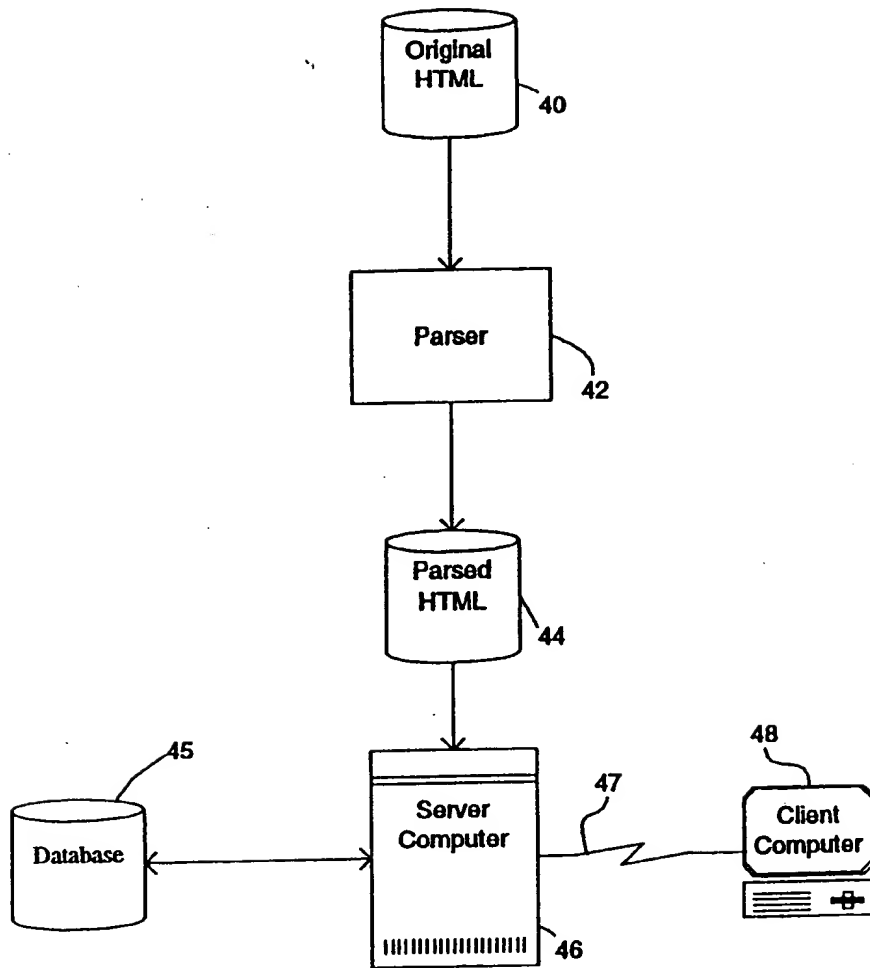 Original
HTML
40
Parser
42
Parsed
HTML
44
45
48
47
Server
Computer
Client
Computer
Database
46